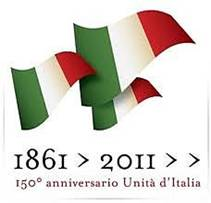 1861 > 2011 > >
150° anniversario Unità d'Italia